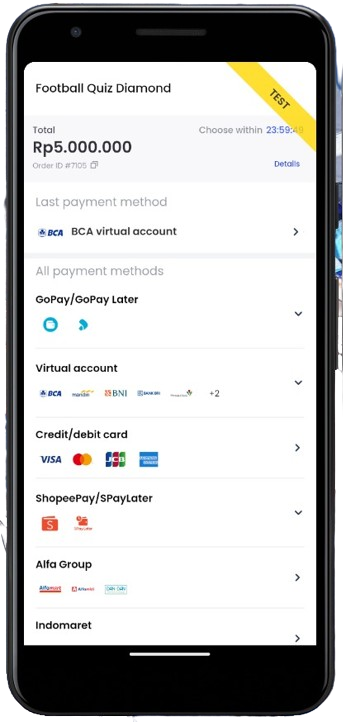 Football Quiz Diamond
TEST
Total
Choose within 23:59:49
Rp5.000.000
Order ID #7105
Details
Last payment method
BCA BCA virtual account
All payment methods
GoPay/GoPay Later
Virtual account
BCA mandiri BNI BANK BRI +2
Credit/debit card
VISA JCB
ShopeePay/SPayLater
S SPayLater
Alfa Group
Alfamart Alfamidi DAN+DAN
Indomaret